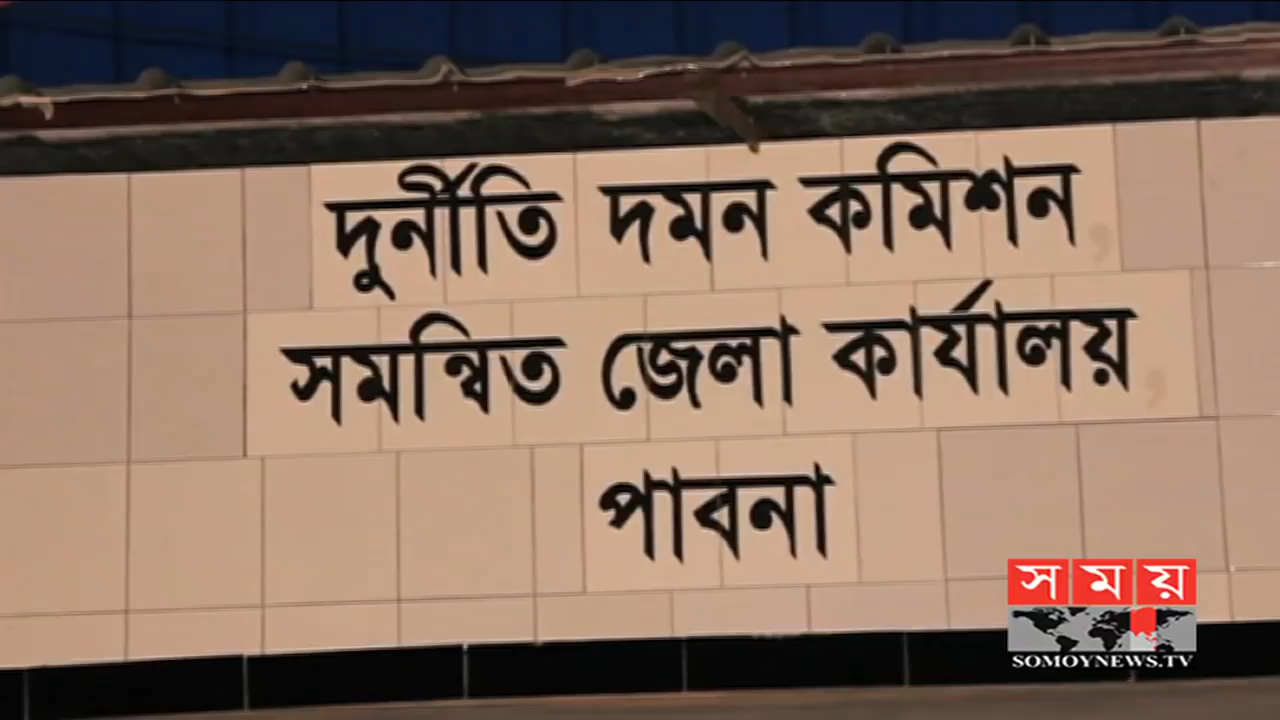 দুর্নীতি দমন কমিশন,
সমন্বিত জেলা কার্যালয়,
পাবনা
সময়
SOMOYNEWS.TV